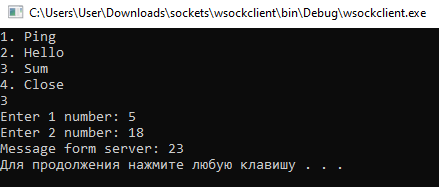 C:\Users\User\Downloads\sockets\wsockclient\bin\Debug\wsockclient.exe
1. Ping
2. Hello
3. Sum
4. Close
3
Enter 1 number: 5
Enter 2 number: 18
Message form server: 23
Для продолжения нажмите любую клавишу . . .